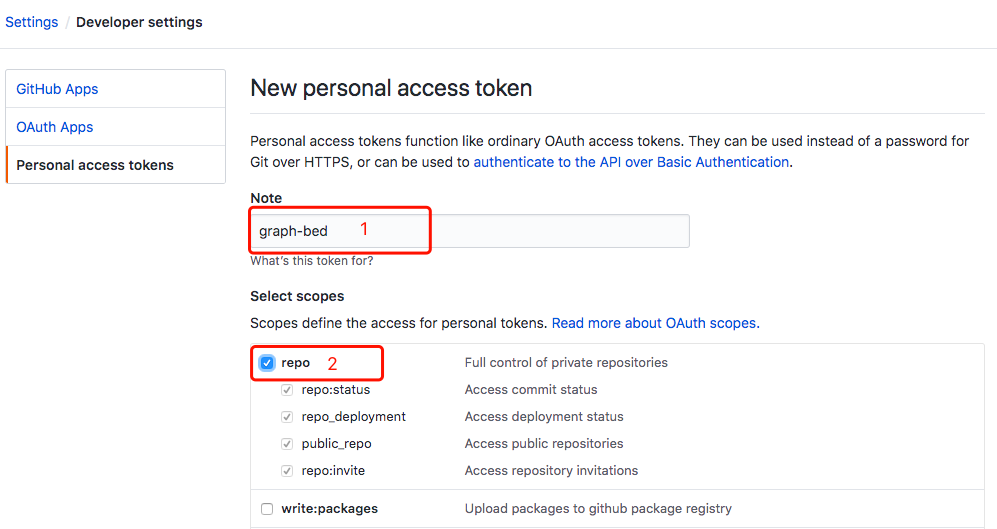 Settings / Developer settings
GitHub Apps
OAuth Apps
Personal access tokens
New personal access token
Personal access tokens function like ordinary OAuth access tokens. They can be used instead of a password for
Git over HTTPS, or can be used to authenticate to the API over Basic Authentication.
Note
graph-bed 1
What's this token for?
Select scopes
Scopes define the access for personal tokens. Read more about OAuth scopes.
repo 2 Full control of private repositories
repo:status Access commit status
repo_deployment Access deployment status
public_repo Access public repositories
repo:invite Access repository invitations
write:packages Upload packages to github package registry